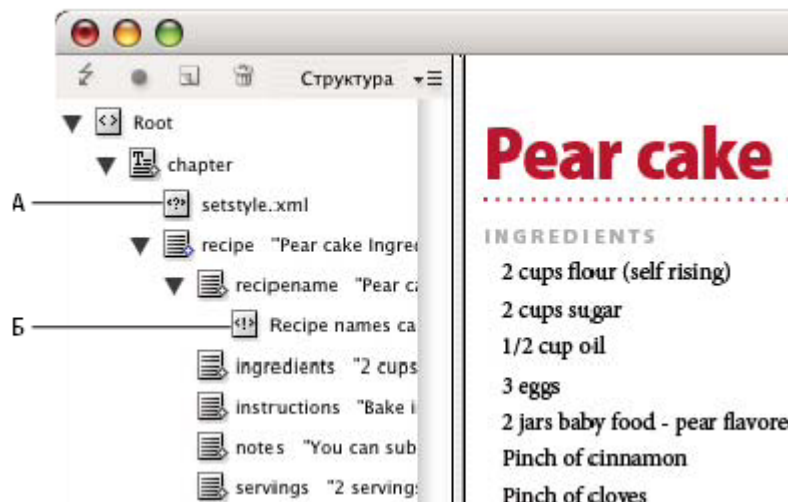 Структура
Root
chapter
А
setstyle.xml
recipe "Pear cake Ingre
recipename "Pear c
Б
Recipe names ca
ingredients "2 cups
instructions "Bake i
notes "You can sub
servings "2 serving
Pear cake
INGREDIENTS
2 cups flour (self rising)
2 cups sugar
1/2 cup oil
3 eggs
2 jars baby food - pear flavore
Pinch of cinnamon
Pinch of cloves